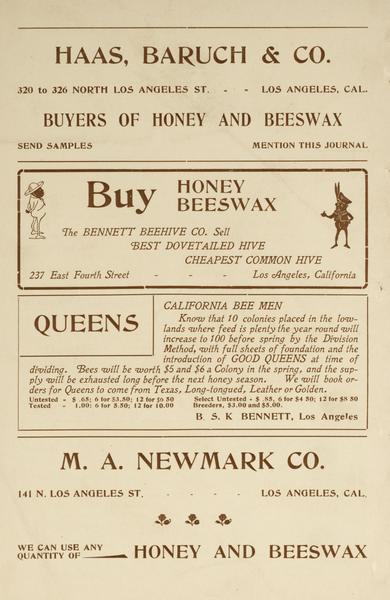 HAAS, BARUCH & CO.
320 to 326 NORTH LOS ANGELES ST. - - LOS ANGELES, CAL.
BUYERS OF HONEY AND BEESWAX
SEND SAMPLES MENTION THIS JOURNAL
Buy HONEY
BEESWAX
The BENNETT BEEHIVE CO. Sell
BEST DOVETAILED HIVE
CHEAPEST COMMON HIVE
237 East Fourth Street - - - Los Angeles, California
QUEENS
CALIFORNIA BEE MEN
Know that 10 colonies placed in the low-
lands where feed is plenty the year round will
increase to 100 before spring by the Division
Method, with full sheets of foundation and the
introduction of GOOD QUEENS at time of
dividing. Bees will be worth $5 and $6 a Colony in the spring, and the sup-
ply will be exhausted long before the next honey season. We will book or-
ders for Queens to come from Texas, Long-tongued, Leather or Golden.
Untested - $ .65; 6 for $3.50; 12 for $6 50 Select Untested - $ .85, 6 for $4 50; 12 for $8 50
Tested - 1.00; 6 for 5.50; 12 for 10.00 Breeders, $3.00 and $5.00.
B. S. K BENNETT, Los Angeles
M. A. NEWMARK CO.
141 N. LOS ANGELES ST. - - - - LOS ANGELES, CAL.
WE CAN USE ANY
QUANTITY OF HONEY AND BEESWAX